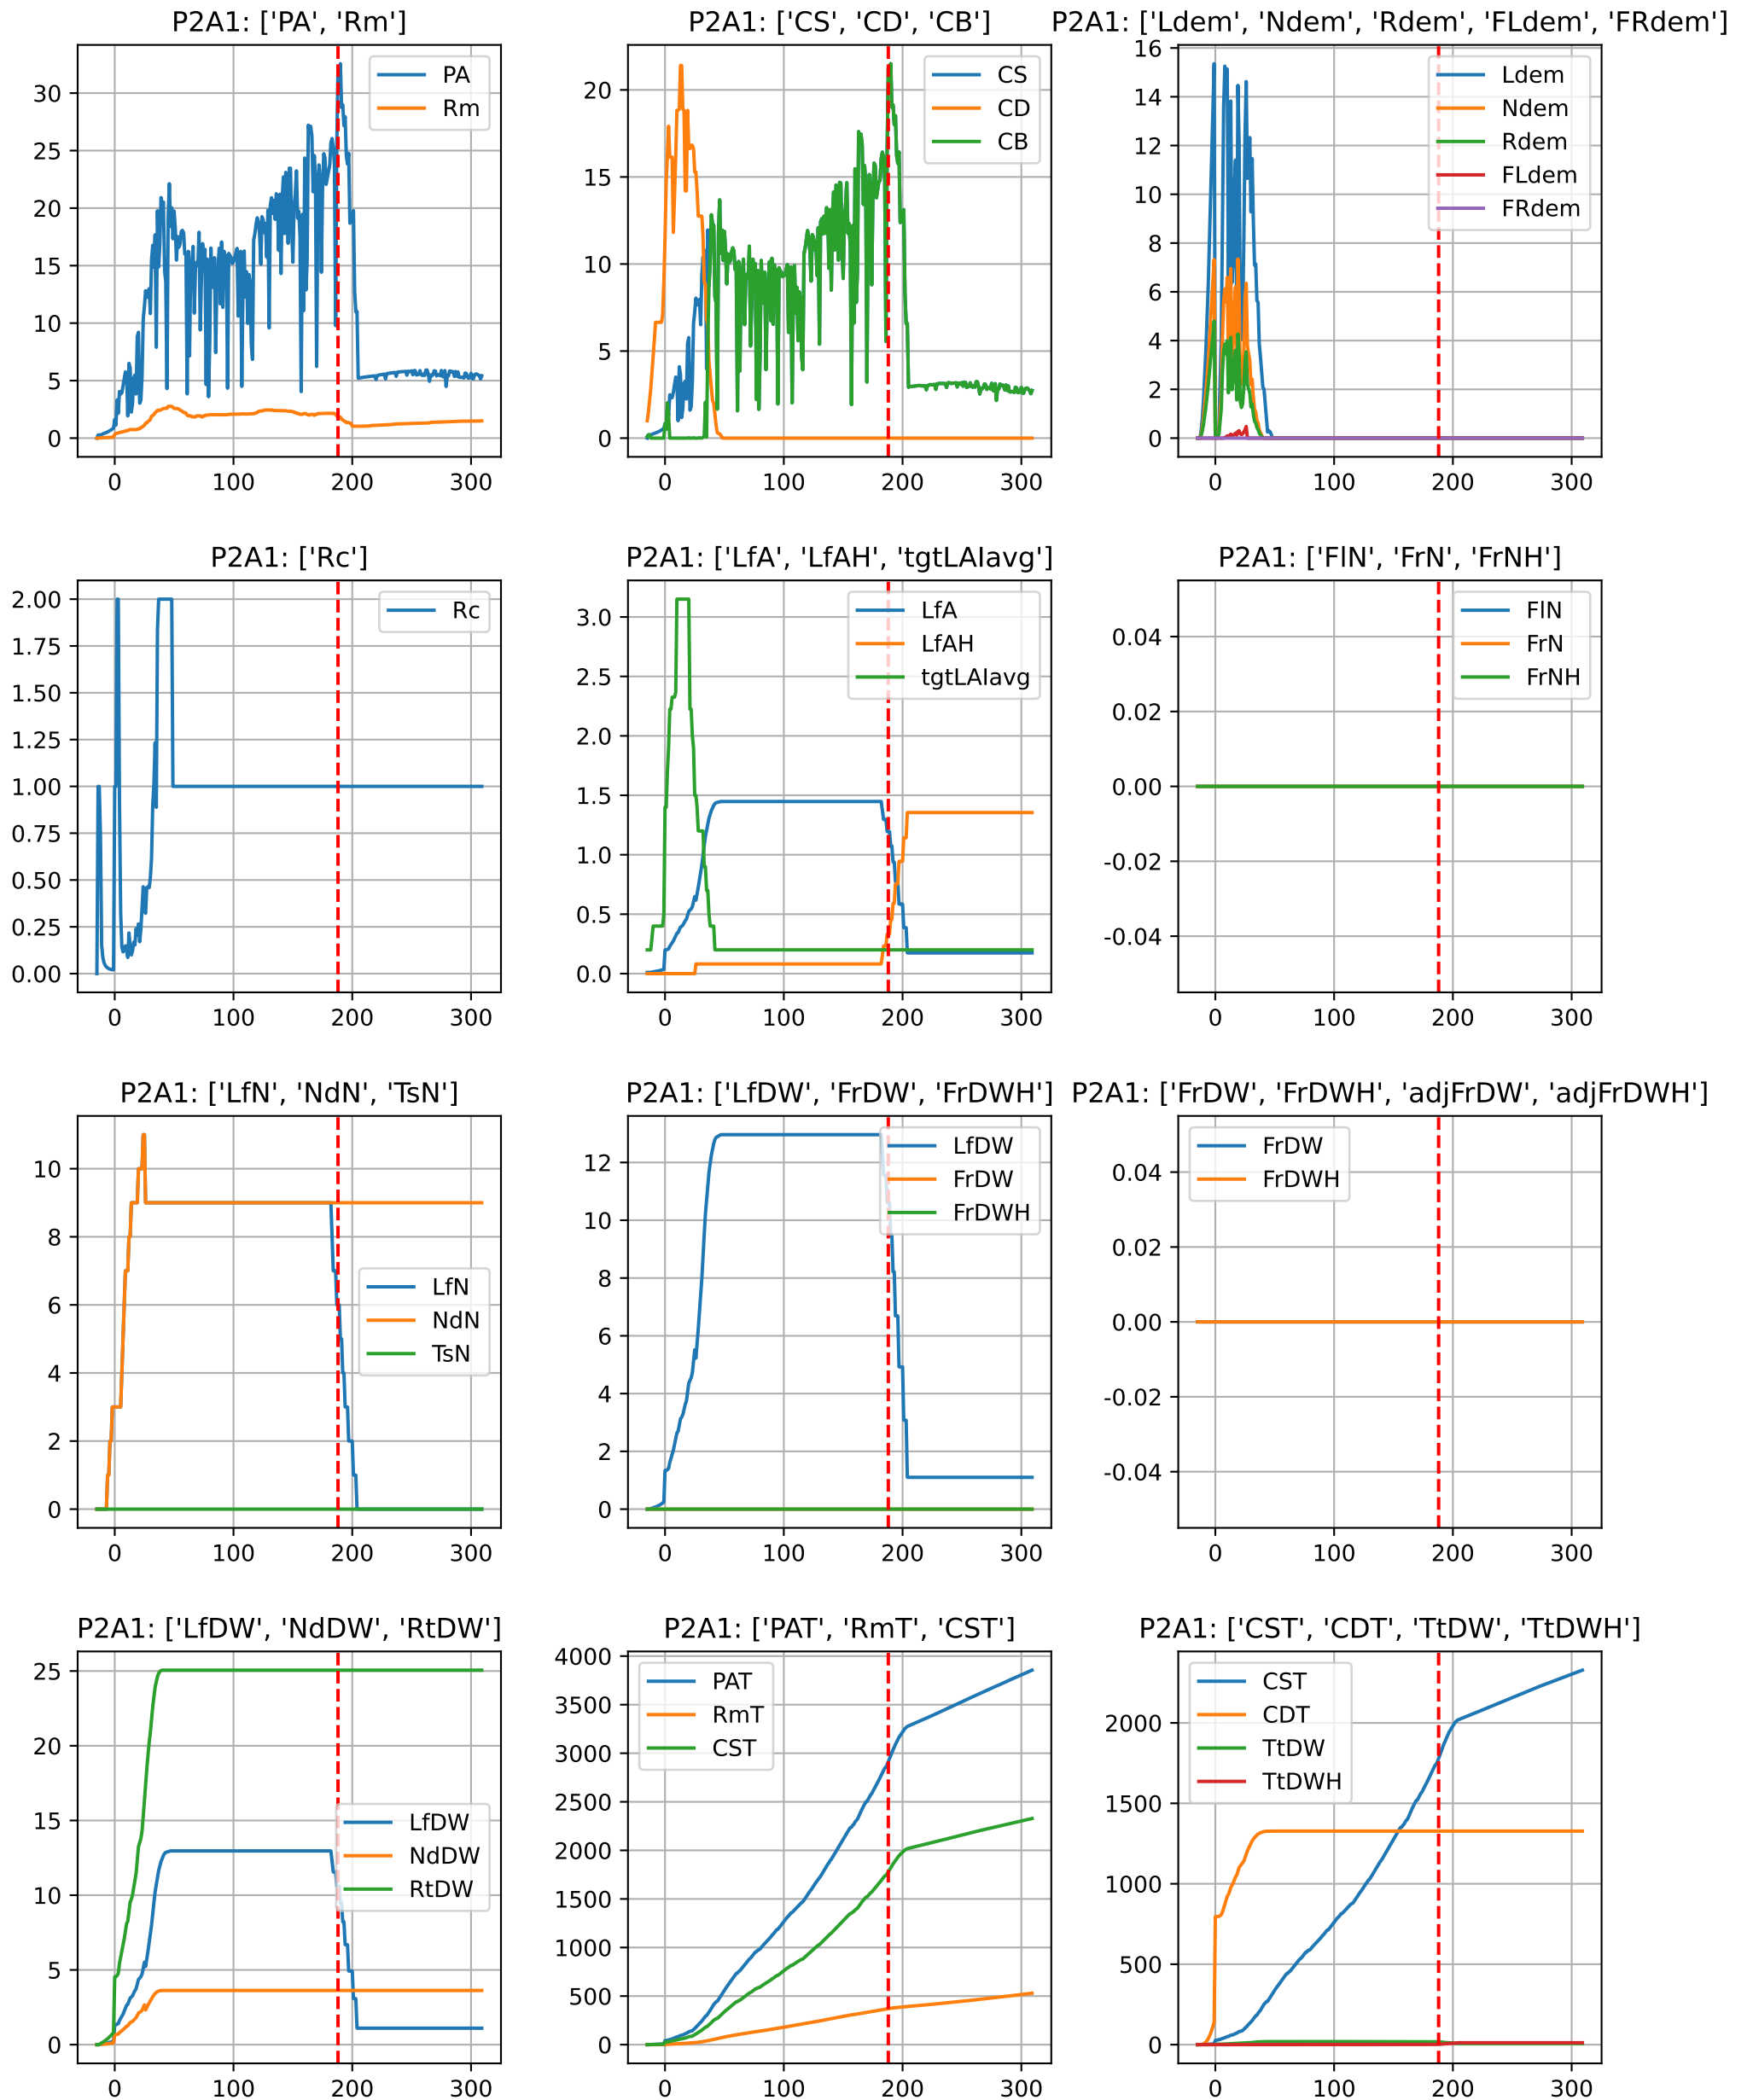 P2A1: ['PA', 'Rm']
PA
Rm
30
25
20
15
10
5
0
0 100 200 300
P2A1: ['CS', 'CD', 'CB']
CS
CD
CB
20
15
10
5
0
0 100 200 300
P2A1: ['Ldem', 'Ndem', 'Rdem', 'FLdem', 'FRdem']
Ldem
Ndem
Rdem
FLdem
FRdem
16
14
12
10
8
6
4
2
0
0 100 200 300
P2A1: ['Rc']
Rc
2.00
1.75
1.50
1.25
1.00
0.75
0.50
0.25
0.00
0 100 200 300
P2A1: ['LfA', 'LfAH', 'tgtLAIavg']
LfA
LfAH
tgtLAIavg
3.0
2.5
2.0
1.5
1.0
0.5
0.0
0 100 200 300
P2A1: ['FlN', 'FrN', 'FrNH']
FlN
FrN
FrNH
0.04
0.02
0.00
-0.02
-0.04
0 100 200 300
P2A1: ['LfN', 'NdN', 'TsN']
LfN
NdN
TsN
10
8
6
4
2
0
0 100 200 300
P2A1: ['LfDW', 'FrDW', 'FrDWH']
LfDW
FrDW
FrDWH
12
10
8
6
4
2
0
0 100 200 300
P2A1: ['FrDW', 'FrDWH', 'adjFrDW', 'adjFrDWH']
FrDW
FrDWH
0.04
0.02
0.00
-0.02
-0.04
0 100 200 300
P2A1: ['LfDW', 'NdDW', 'RtDW']
LfDW
NdDW
RtDW
25
20
15
10
5
0
0 100 200 300
P2A1: ['PAT', 'RmT', 'CST']
PAT
RmT
CST
4000
3500
3000
2500
2000
1500
1000
500
0
0 100 200 300
P2A1: ['CST', 'CDT', 'TtDW', 'TtDWH']
CST
CDT
TtDW
TtDWH
2000
1500
1000
500
0
0 100 200 300